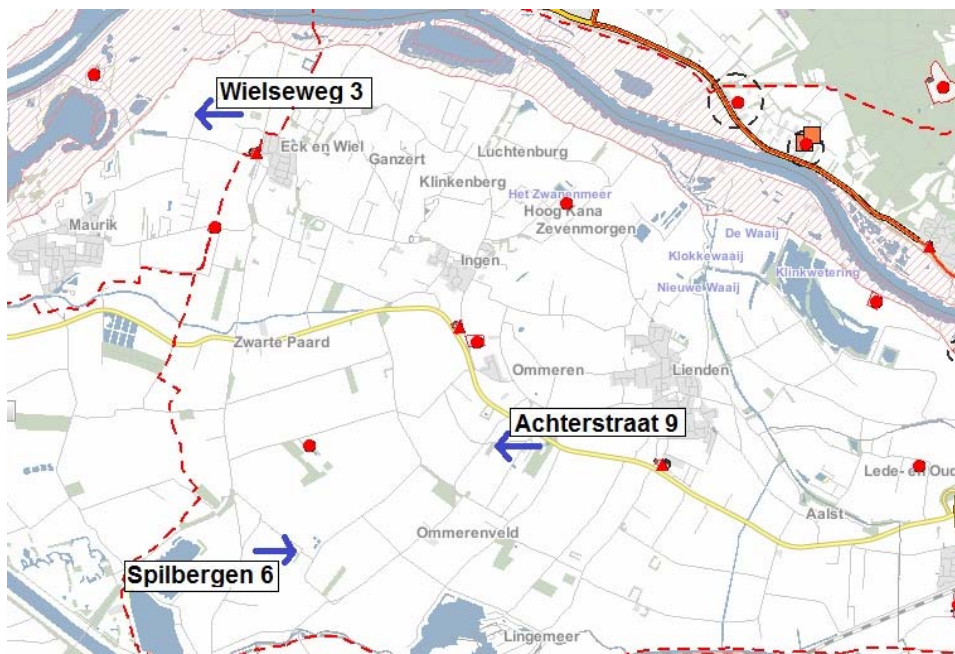 Wielseweg 3
Eck en Wiel
Ganzert
Luchtenburg
Klinkenberg
Het Zwanenmeer
Hoog Kana
Zevenmorgen
Maurik
De Waaij
Klokkewaaij
Ingen
Klinkwetering
Nieuwe Waaij
Zwarte Paard
Ommeren
Lienden
Achterstraat 9
Lede- en Oud
Aalst
Ommerenveld
Spilbergen 6
Lingemeer